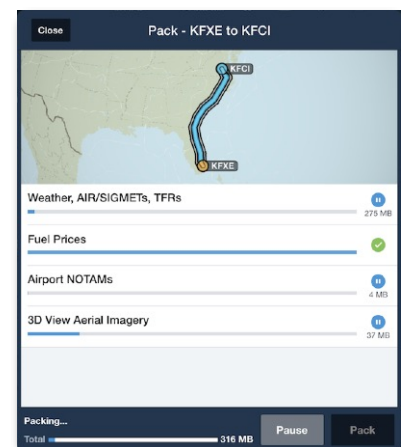 Close
Pack - KFXE to KFCI
KFCI
KFXE
Weather, AIR/SIGMETs, TFRs
275 MB
Fuel Prices
Airport NOTAMs
4 MB
3D View Aerial Imagery
37 MB
Packing...
Total 316 MB
Pause
Pack